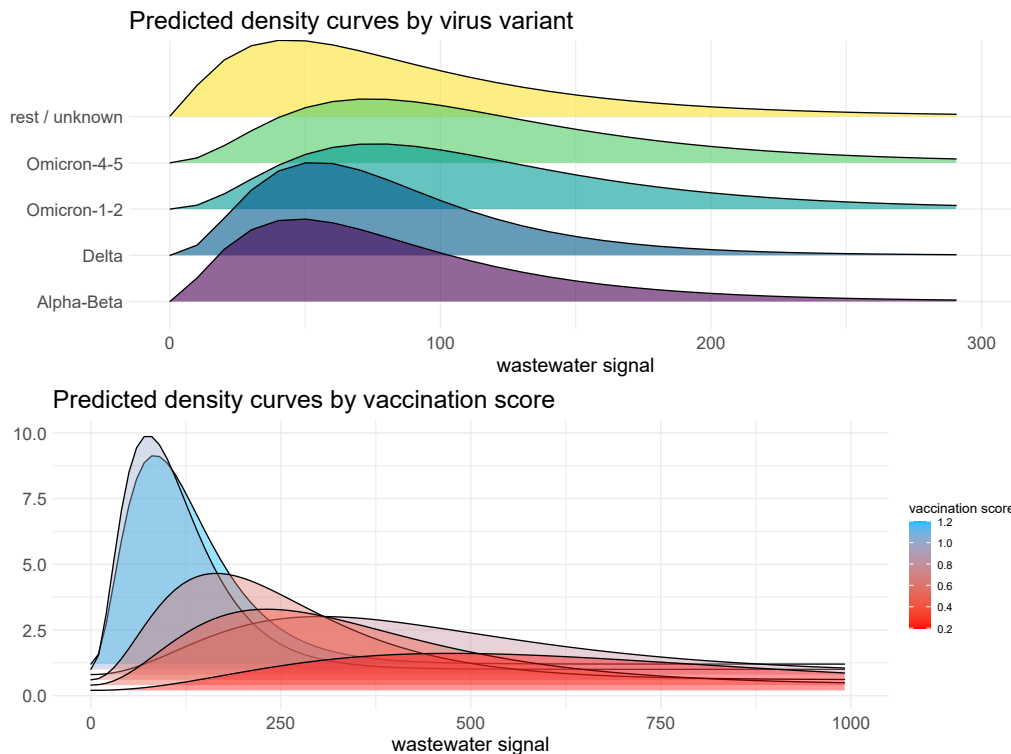 Predicted density curves by virus variant
rest / unknown
Omicron-4-5
Omicron-1-2
Delta
Alpha-Beta
0 100 200 300
wastewater signal
Predicted density curves by vaccination score
10.0
7.5
5.0
2.5
0.0
0 250 500 750 1000
wastewater signal
vaccination score
1.2
1.0
0.8
0.6
0.4
0.2